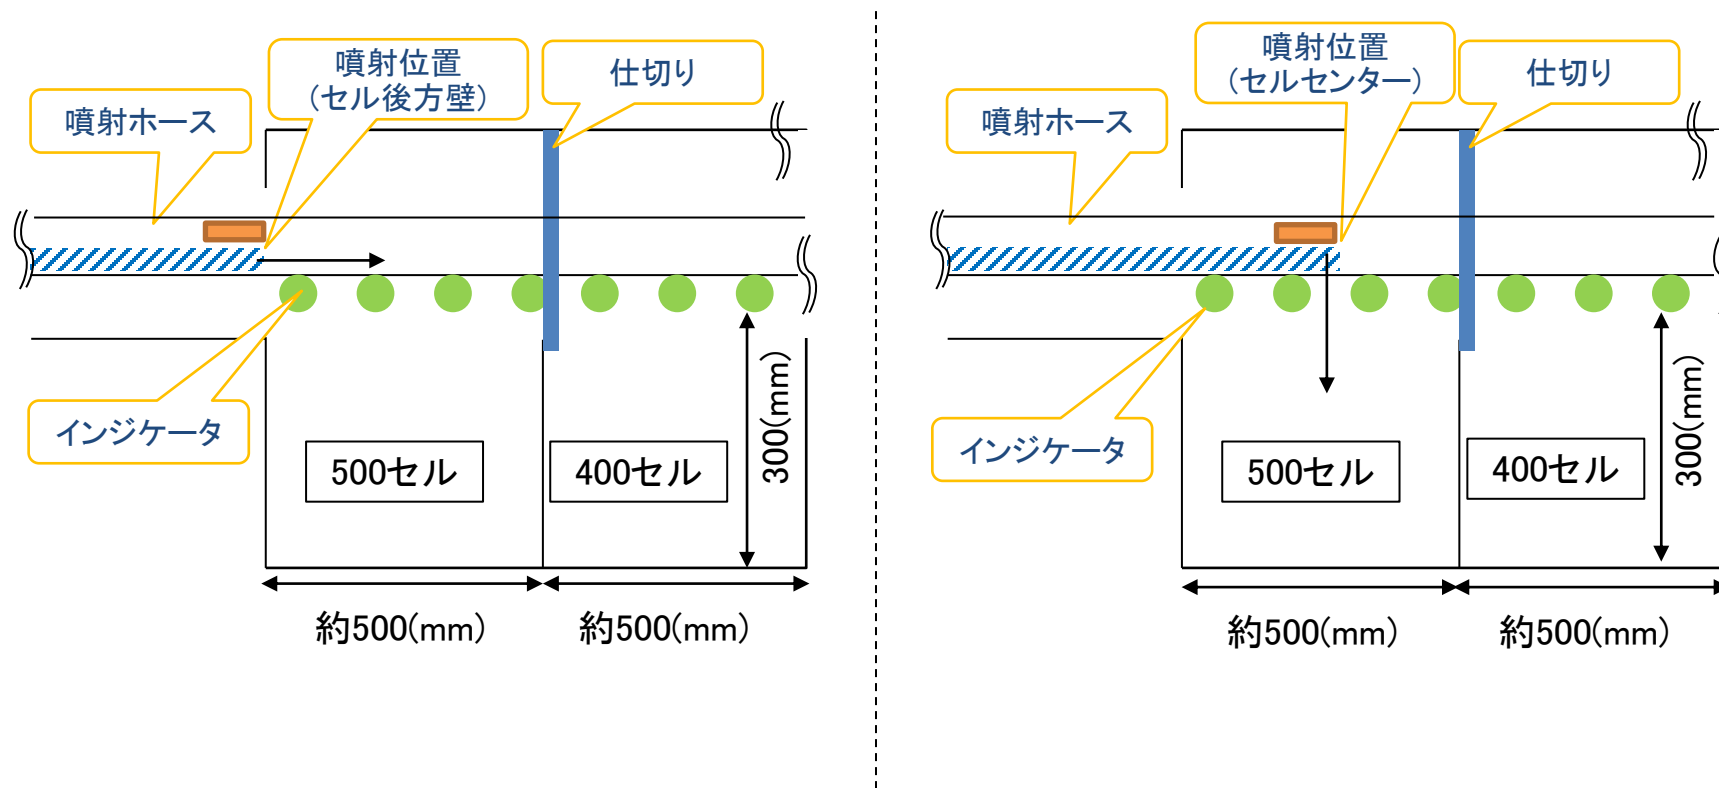 噴射ホース
噴射位置
(セル後方壁)
仕切り
インジケータ
500セル
400セル
300(mm)
約500(mm)
約500(mm)
噴射ホース
噴射位置
(セルセンター)
仕切り
インジケータ
500セル
400セル
300(mm)
約500(mm)
約500(mm)